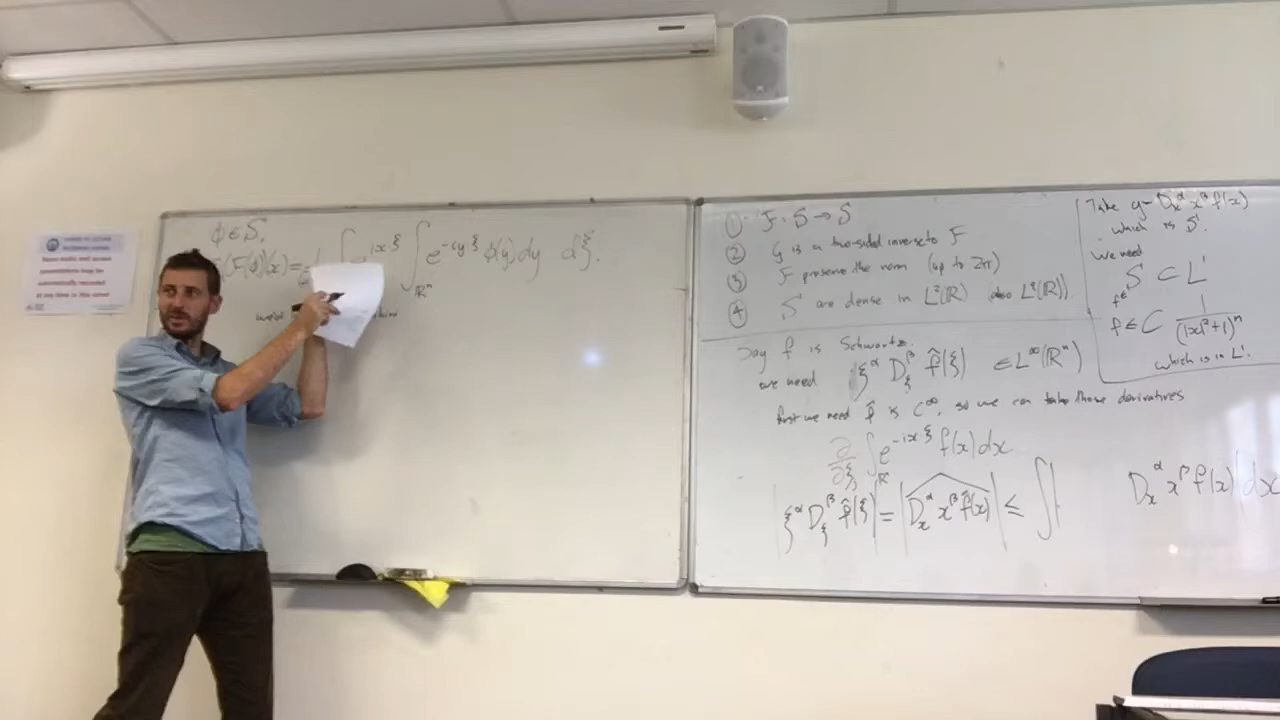 φ ∈ S,
(F(φ))(x) = ∫ e^{ixξ} ∫_{ℝⁿ} e^{-iyξ} φ(y) dy dξ.
① F: S → S
② G is a two-sided inverse to F
③ F preserve the norm (up to 2π)
④ S are dense in L²(ℝ) (also L¹(ℝ))
Say f is Schwartz.
we need ξ^α D_ξ^β f̂(ξ) ∈ L^∞(ℝⁿ)
first we need f̂ is C^∞, so we can take those derivatives
∂/∂ξ ∫_{ℝⁿ} e^{-ixξ} f(x) dx
|ξ^α D_ξ^β f̂(ξ)| = |D_x^α x^β f(x)| ≤ ∫| D_x^α x^β f(x)| dx
Take g = D_x^α x^β f(x)
which is S.
we need
S ⊂ L¹
f ∈ C 1/(|x|²+1)ⁿ
which is in L¹.